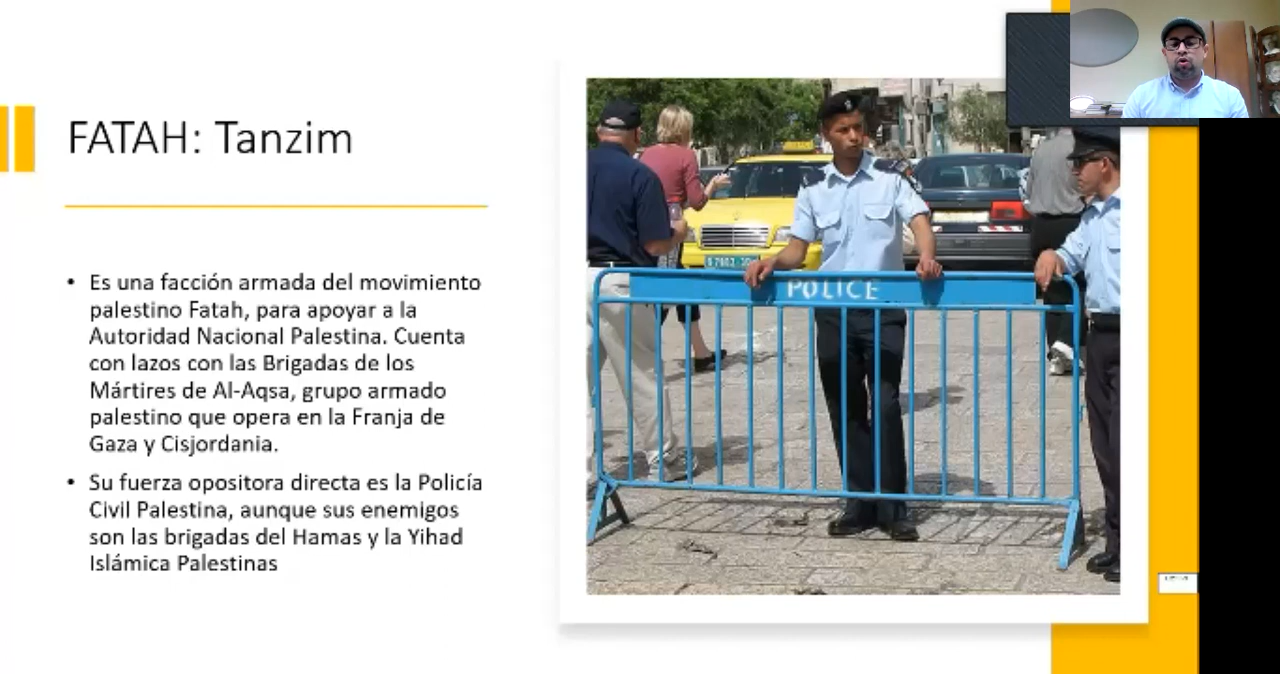 FATAH: Tanzim
• Es una facción armada del movimiento
palestino Fatah, para apoyar a la
Autoridad Nacional Palestina. Cuenta
con lazos con las Brigadas de los
Mártires de Al-Aqsa, grupo armado
palestino que opera en la Franja de
Gaza y Cisjordania.
• Su fuerza opositora directa es la Policía
Civil Palestina, aunque sus enemigos
son las brigadas del Hamas y la Yihad
Islámica Palestinas
POLICE